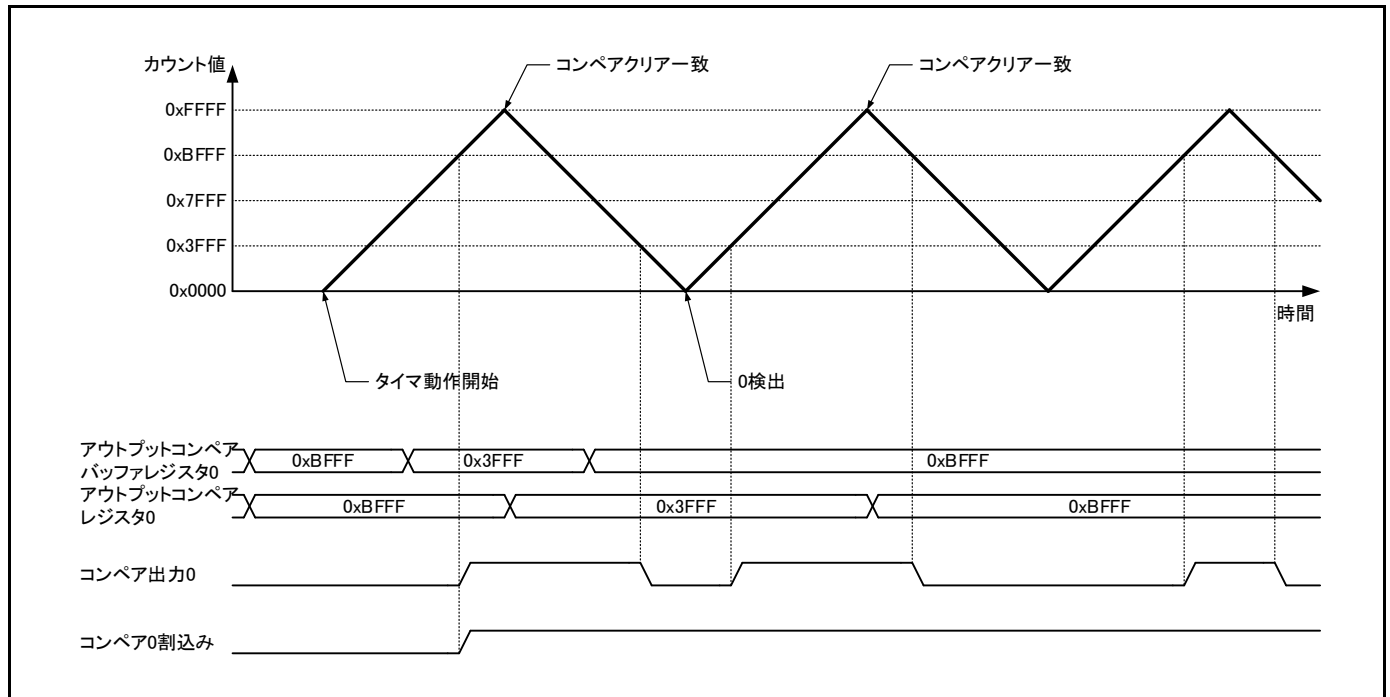 カウント値
コンペアクリアー一致
コンペアクリアー一致
0xFFFF
0xBFFF
0x7FFF
0x3FFF
0x0000
時間
タイマ動作開始
0検出
アウトプットコンペア
バッファレジスタ0
0xBFFF
0x3FFF
0xBFFF
アウトプットコンペア
レジスタ0
0xBFFF
0x3FFF
0xBFFF
コンペア出力0
コンペア0割込み